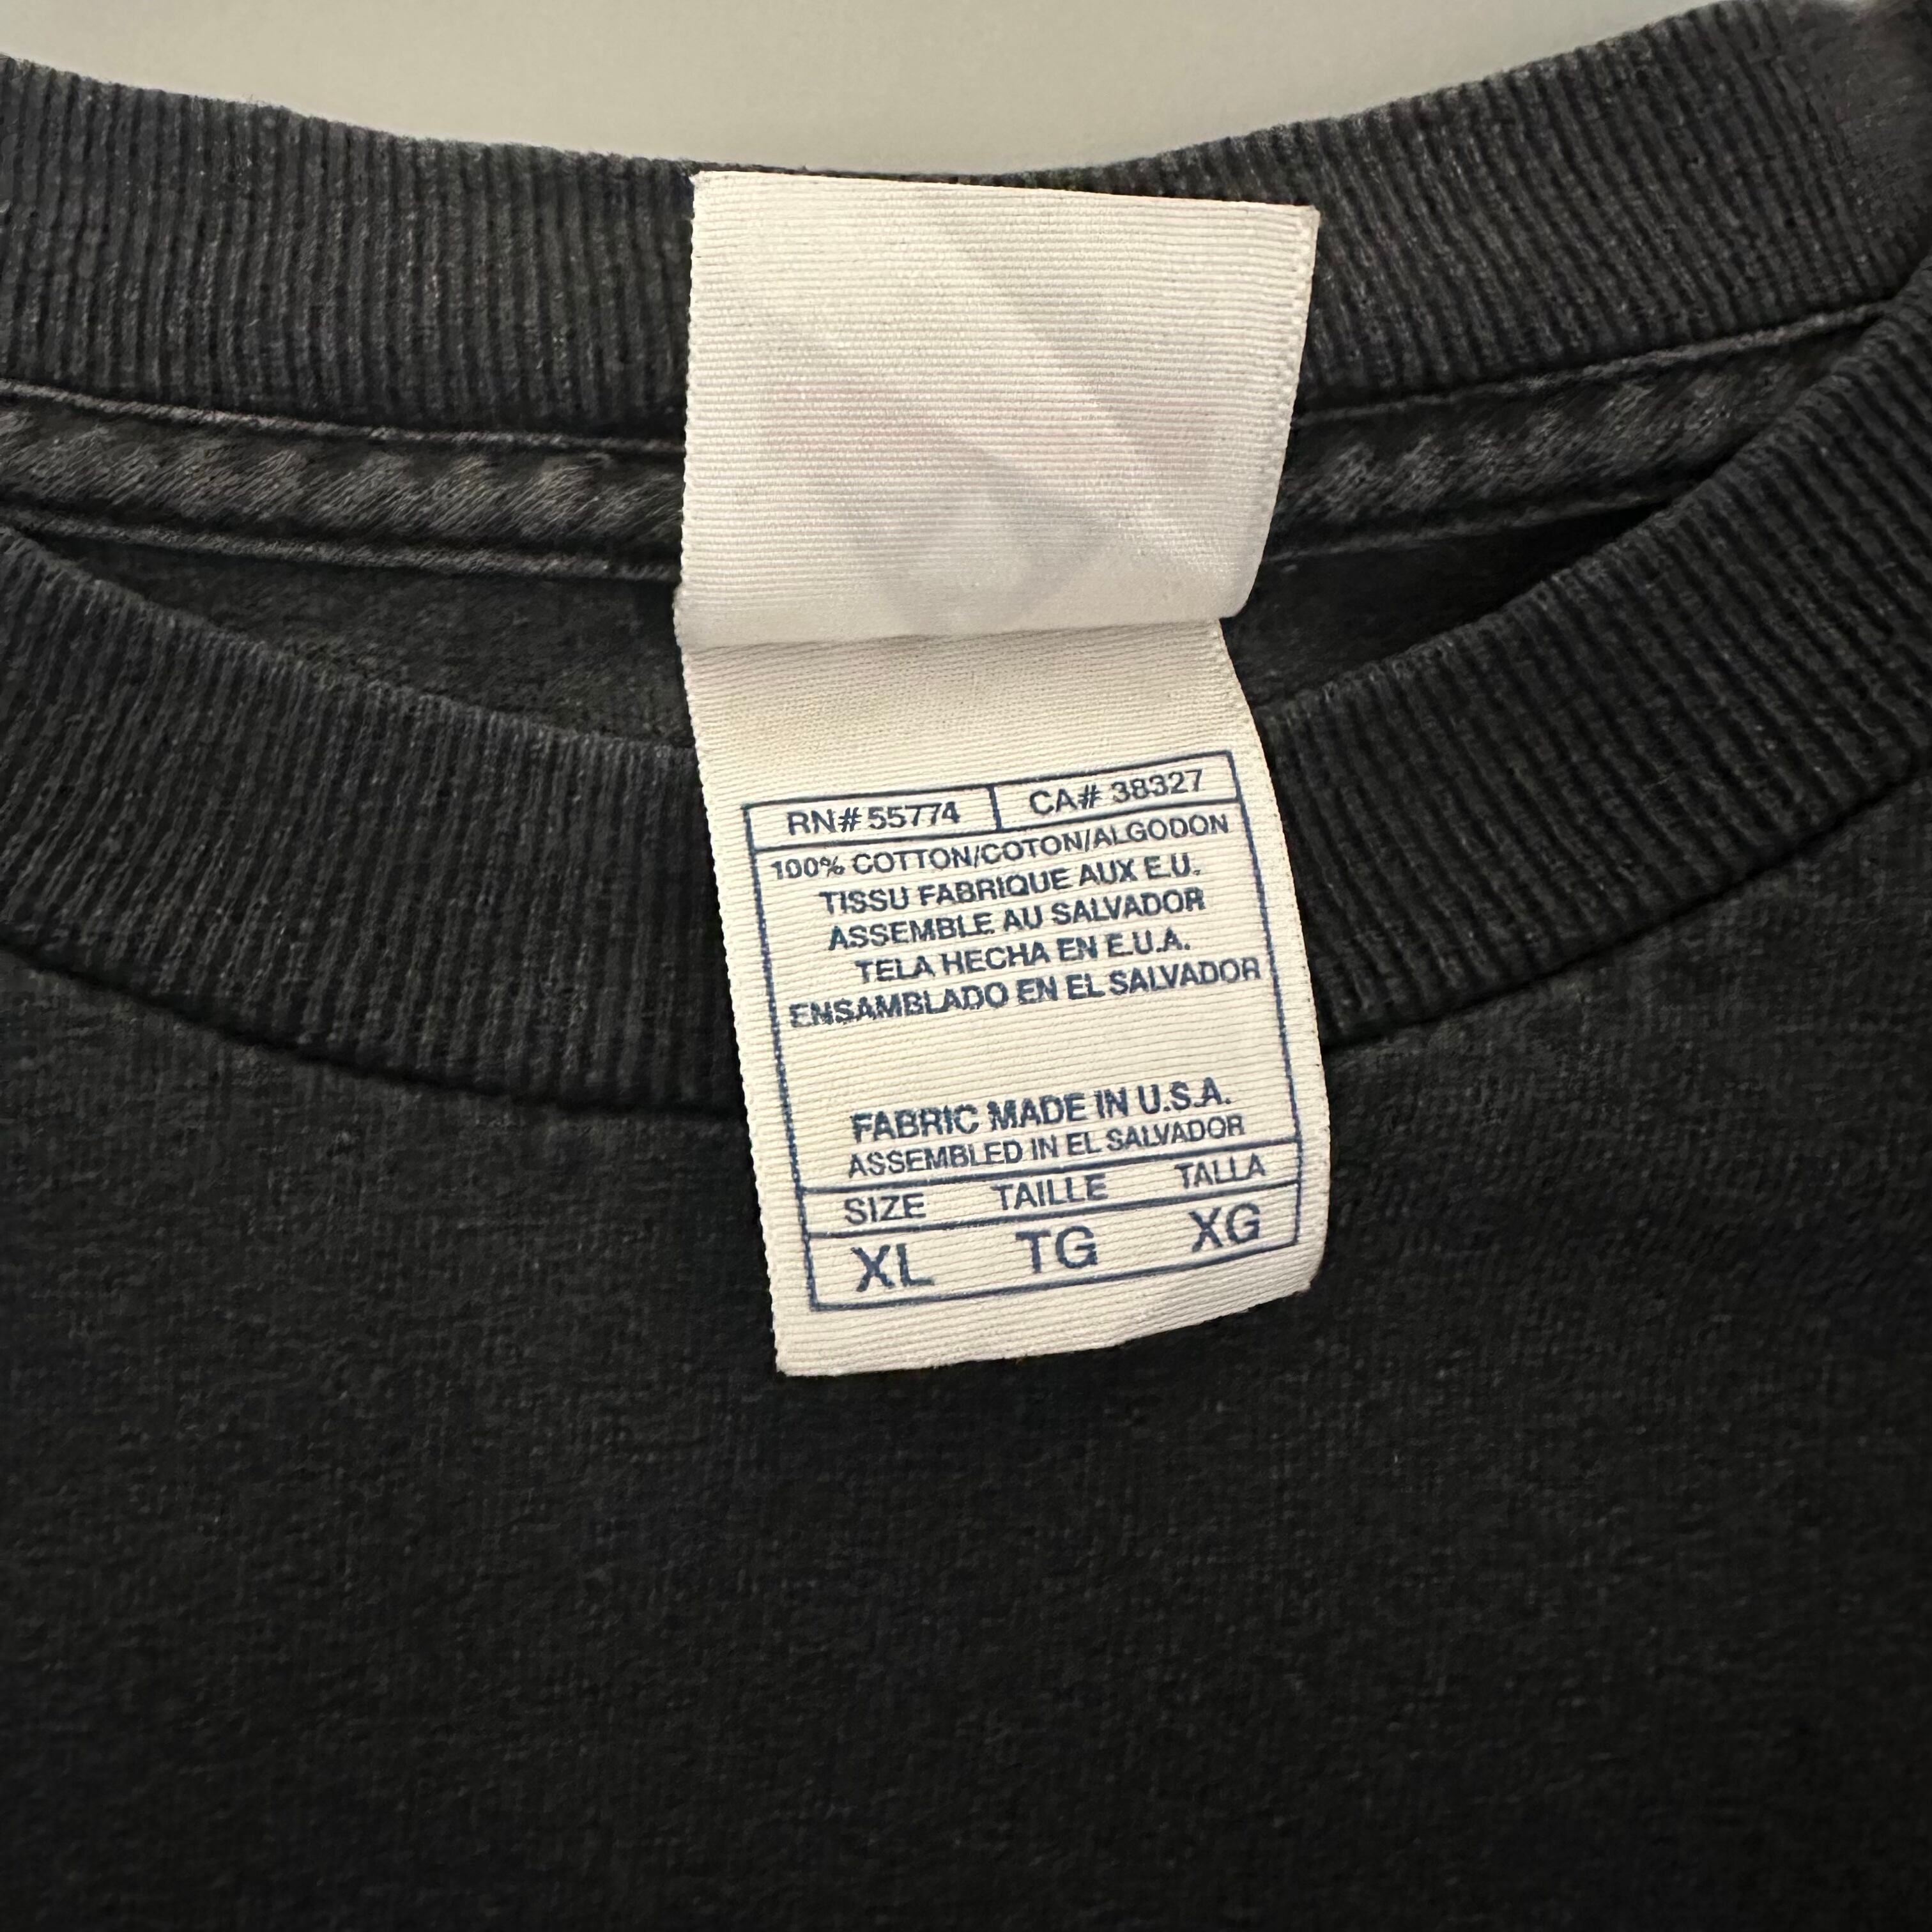 RN# 55774 CA# 38327
100% COTTON/COTON/ALGODON
TISSU FABRIQUE AUX E.U.
ASSEMBLE AU SALVADOR
TELA HECHA EN E.U.A.
ENSAMBLADO EN EL SALVADOR
FABRIC MADE IN U.S.A.
ASSEMBLED IN EL SALVADOR
SIZE TAILLE TALLA
XL TG XG